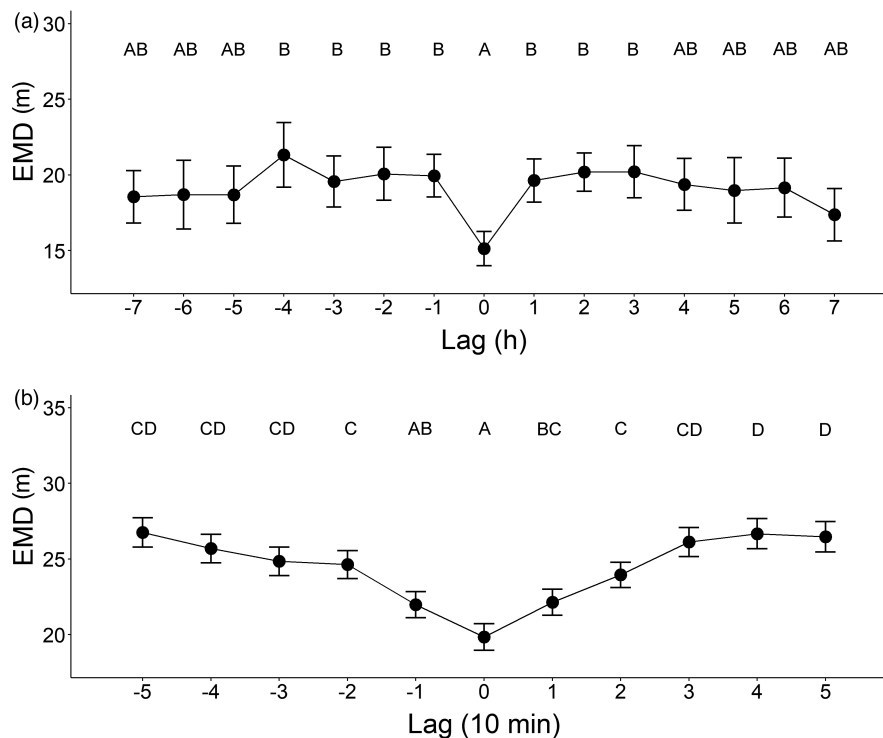 (a)
30
25
20
15
EMD (m)
AB AB AB B B B B A B B B AB AB AB AB
-7 -6 -5 -4 -3 -2 -1 0 1 2 3 4 5 6 7
Lag (h)
(b)
35
30
25
20
EMD (m)
CD CD CD C AB A BC C CD D D
-5 -4 -3 -2 -1 0 1 2 3 4 5
Lag (10 min)